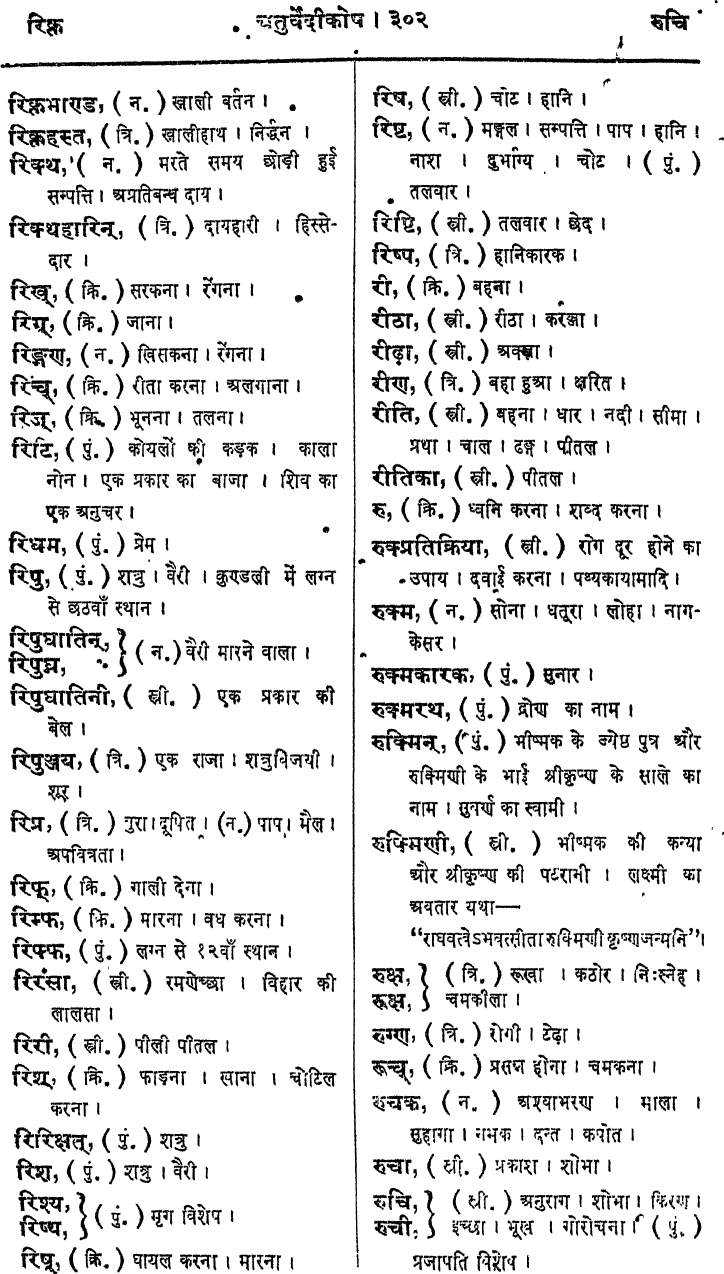 रिक्त
चतुर्वेदीकोष । ३०२
रुचि
रिक्तभाण्ड, ( न. ) खाली बर्तन ।
रिक्तहस्त, (त्रि.) खालीहाथ । निर्द्धन ।
रिक्थ, ( न. ) मरते समय छोड़ी हुई
सम्पत्ति । अप्रतिबन्ध दाय ।
रिक्थहारिन्, (त्रि.) दायहारी । हिस्से-
दार ।
रिख्, ( क्रि. ) सरकना । रेंगना ।
रिग्, (क्रि.) जाना ।
रिङ्गण, ( न. ) खिसकना । रेंगना ।
रिच्, ( क्रि. ) रीता करना । अलगाना ।
रिज्, (क्रि.) भूनना । तलना ।
रिटि, ( पुं. ) कोयलों की कड़क । काला
नोन । एक प्रकार का बाजा । शिव का
एक अनुचर ।
रिधम, ( पुं. ) प्रेम ।
रिपु, ( पुं. ) शत्रु । वैरी । कुण्डली में लग्न
से छठवाँ स्थान ।
रिपुघातिन्,
रिपुघ्न, ( न. ) वैरी मारने वाला ।
रिपुघातिनी, ( स्त्री. ) एक प्रकार की
बेल ।
रिपुञ्जय, ( त्रि. ) एक राजा । शत्रुविजयी ।
शूर ।
रिप्र, ( त्रि. ) बुरा । दूषित । (न.) पाप। मैल।
अपवित्रता ।
रिफ्, ( क्रि. ) गाली देना ।
रिम्फ, ( क्रि. ) मारना । वध करना ।
रिफ्फ, ( पुं. ) लग्न से १२वाँ स्थान ।
रिरंसा, ( स्त्री. ) रमणेच्छा । विहार की
लालसा ।
रिरी, ( स्त्री. ) पीली पीतल ।
रिश्, ( क्रि. ) फाड़ना । खाना । चोटिल
करना ।
रिरिक्षत्, ( पुं. ) शत्रु ।
रिश, ( पुं. ) शत्रु । वैरी ।
रिश्य,
रिष्य, ( पुं. ) मृग विशेष ।
रिष्, ( क्रि. ) घायल करना । मारना ।
रिष, ( स्त्री. ) चोट । हानि ।
रिष्ट, ( न. ) मङ्गल । सम्पत्ति । पाप । हानि ।
नाश । दुर्भाग्य । चोट । ( पुं. )
तलवार ।
रिष्टि, ( स्त्री. ) तलवार । छेद ।
रिष्प, ( त्रि. ) हानिकारक ।
री, ( क्रि. ) बहना ।
रीठा, ( स्त्री. ) रीठा । करञ्जा ।
रीढ़ा, ( स्त्री. ) अवज्ञा ।
रीण, ( त्रि. ) बहा हुआ । क्षरित ।
रीति, ( स्त्री. ) बहना । धार । नदी । सीमा ।
प्रथा । चाल । ढङ्ग । पीतल ।
रीतिका, ( स्त्री. ) पीतल ।
रु, ( क्रि. ) ध्वनि करना । शब्द करना ।
रुक्प्रतिक्रिया, ( स्त्री. ) रोग दूर होने का
उपाय । दवाई करना । पथ्यकायामादि।
रुक्म, ( न. ) सोना । धतूरा । लोहा । नाग-
केसर ।
रुक्मकारक, ( पुं. ) सुनार ।
रुक्मरथ, ( पुं. ) द्रोण का नाम ।
रुक्मिन्, ( पुं. ) भीष्मक के ज्येष्ठ पुत्र और
रुक्मिणी के भाई श्रीकृष्ण के साले का
नाम । सुवर्ण का स्वामी ।
रुक्मिणी, ( स्त्री. ) भीष्मक की कन्या
और श्रीकृष्ण की पटरानी । लक्ष्मी का
अवतार यथा—
“राघवत्वेऽभवत्सीता रुक्मिणी कृष्णजन्मनि”।
रुक्ष,
रूक्ष, ( त्रि. ) रूखा । कठोर । निःस्नेह ।
चमकीला ।
रुग्ण, ( त्रि. ) रोगी । टेढ़ा ।
रूच्, ( क्रि. ) प्रसन्न होना । चमकना ।
रुचक, ( न. ) अश्वाभरण । माला ।
सुहागा । नमक । दन्त । कपोत ।
रुचा, ( स्त्री. ) प्रकाश । शोभा ।
रुचि,
रुची, ( स्त्री. ) अनुराग । शोभा । किरण ।
इच्छा । भूख । गोरोचना । ( पुं. )
प्रजापति विशेष ।